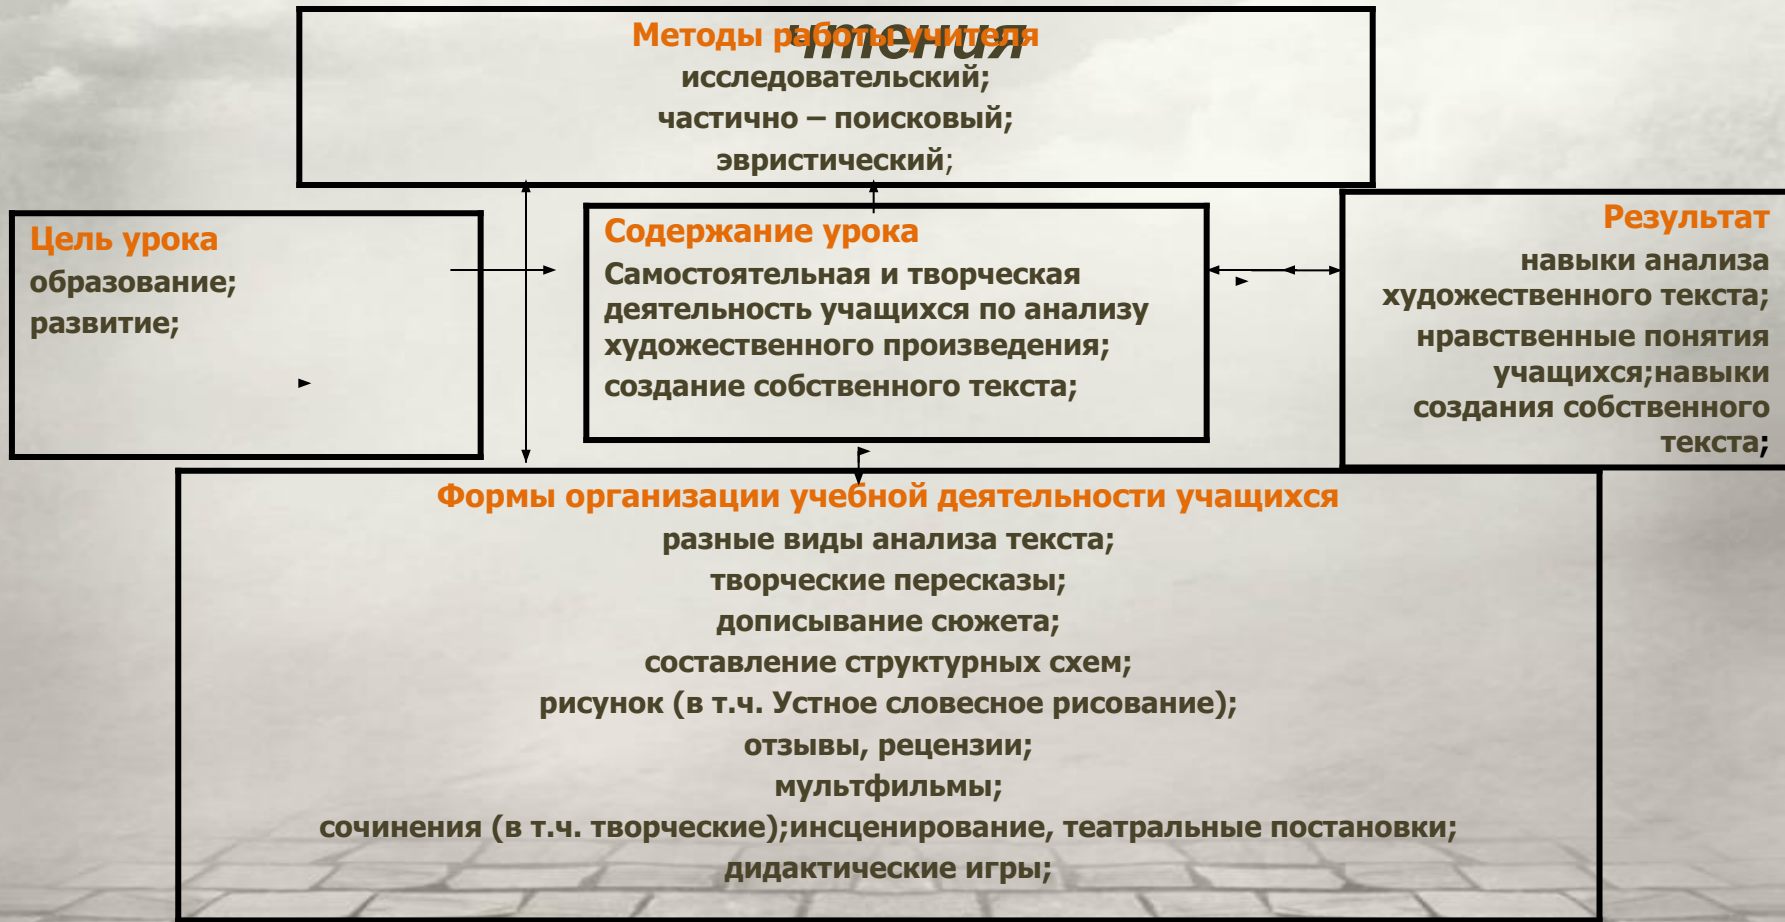 чтения
Методы работы учителя
исследовательский;
частично – поисковый;
эвристический;
Цель урока
образование;
развитие;
Содержание урока
Самостоятельная и творческая
деятельность учащихся по анализу
художественного произведения;
создание собственного текста;
Результат
навыки анализа
художественного текста;
нравственные понятия
учащихся;навыки
создания собственного
текста;
Формы организации учебной деятельности учащихся
разные виды анализа текста;
творческие пересказы;
дописывание сюжета;
составление структурных схем;
рисунок (в т.ч. Устное словесное рисование);
отзывы, рецензии;
мультфильмы;
сочинения (в т.ч. творческие);инсценирование, театральные постановки;
дидактические игры;